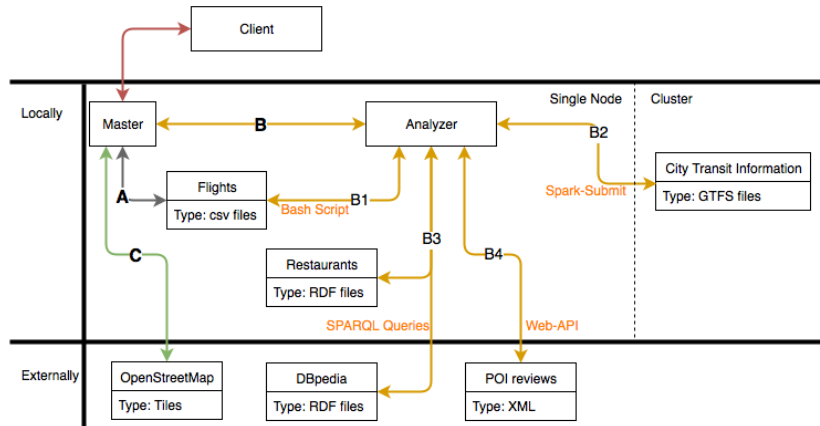 Client
Locally
Single Node
Cluster
Master
B
Analyzer
B2
City Transit Information
Type: GTFS files
Spark-Submit
A
Flights
Type: csv files
Bash Script
B1
C
B3
B4
Restaurants
Type: RDF files
SPARQL Queries
Web-API
Externally
OpenStreetMap
Type: Tiles
DBpedia
Type: RDF files
POI reviews
Type: XML